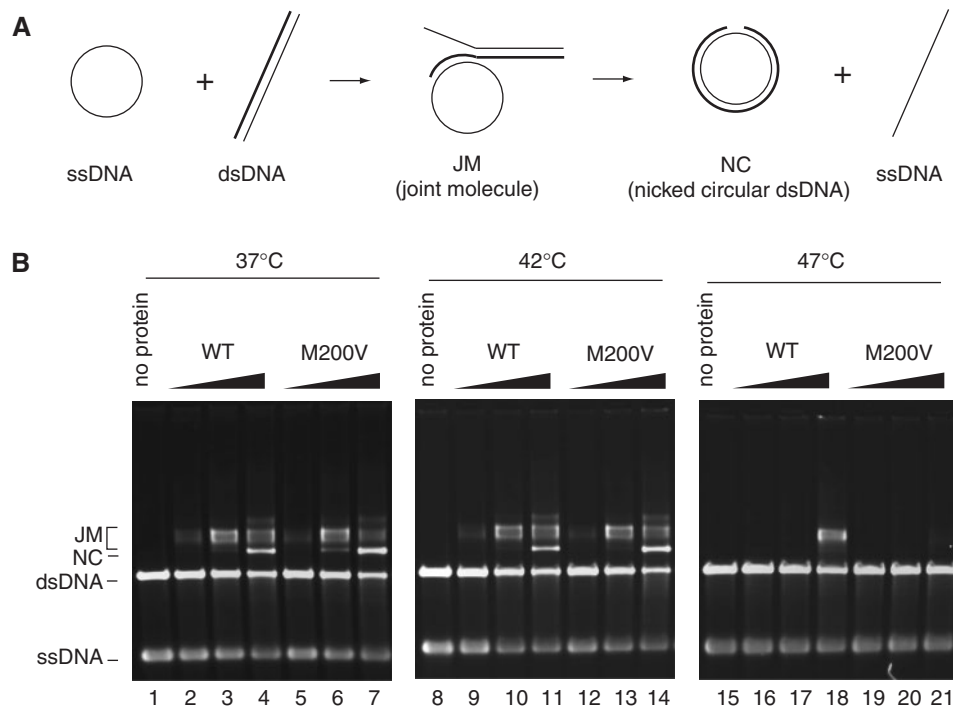 A
+
+
ssDNA
dsDNA
JM
(joint molecule)
NC
(nicked circular dsDNA)
ssDNA
B
37°C
42°C
47°C
no protein
WT
M200V
no protein
WT
M200V
no protein
WT
M200V
JM
NC
dsDNA
ssDNA
1 2 3 4 5 6 7
8 9 10 11 12 13 14
15 16 17 18 19 20 21